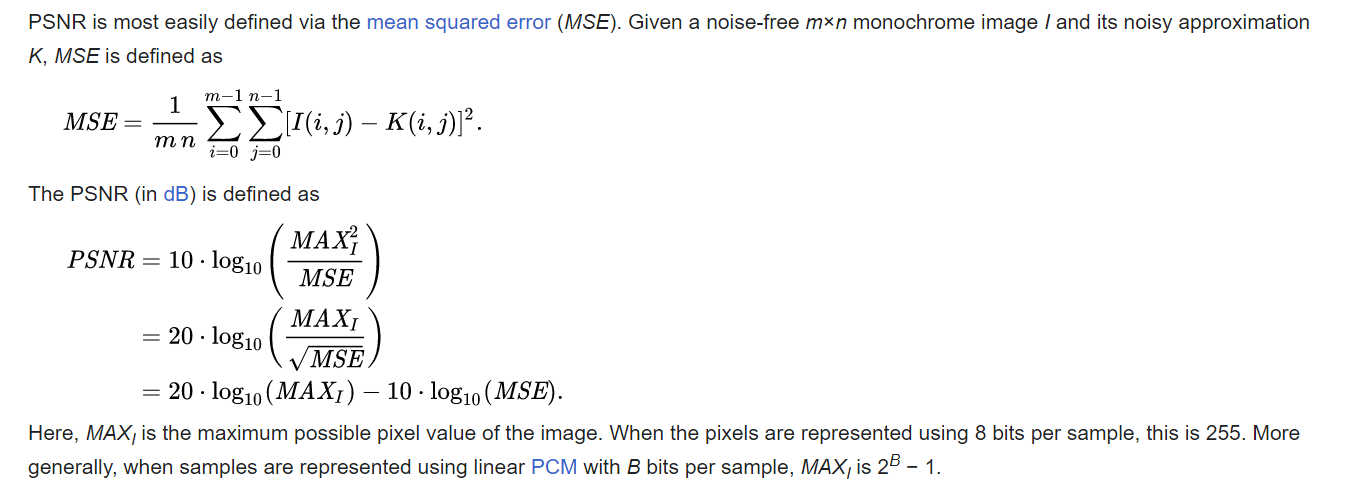 PSNR is most easily defined via the mean squared error (MSE). Given a noise-free m×n monochrome image I and its noisy approximation
K, MSE is defined as
MSE = \frac{1}{m n} \sum_{i=0}^{m-1} \sum_{j=0}^{n-1} [I(i, j) − K(i, j)]^2.
The PSNR (in dB) is defined as
PSNR = 10 · log_{10} \left( \frac{MAX_I^2}{MSE} \right)
= 20 · log_{10} \left( \frac{MAX_I}{\sqrt{MSE}} \right)
= 20 · log_{10}(MAX_I) − 10 · log_{10}(MSE).
Here, MAX_I is the maximum possible pixel value of the image. When the pixels are represented using 8 bits per sample, this is 255. More
generally, when samples are represented using linear PCM with B bits per sample, MAX_I is 2^B − 1.